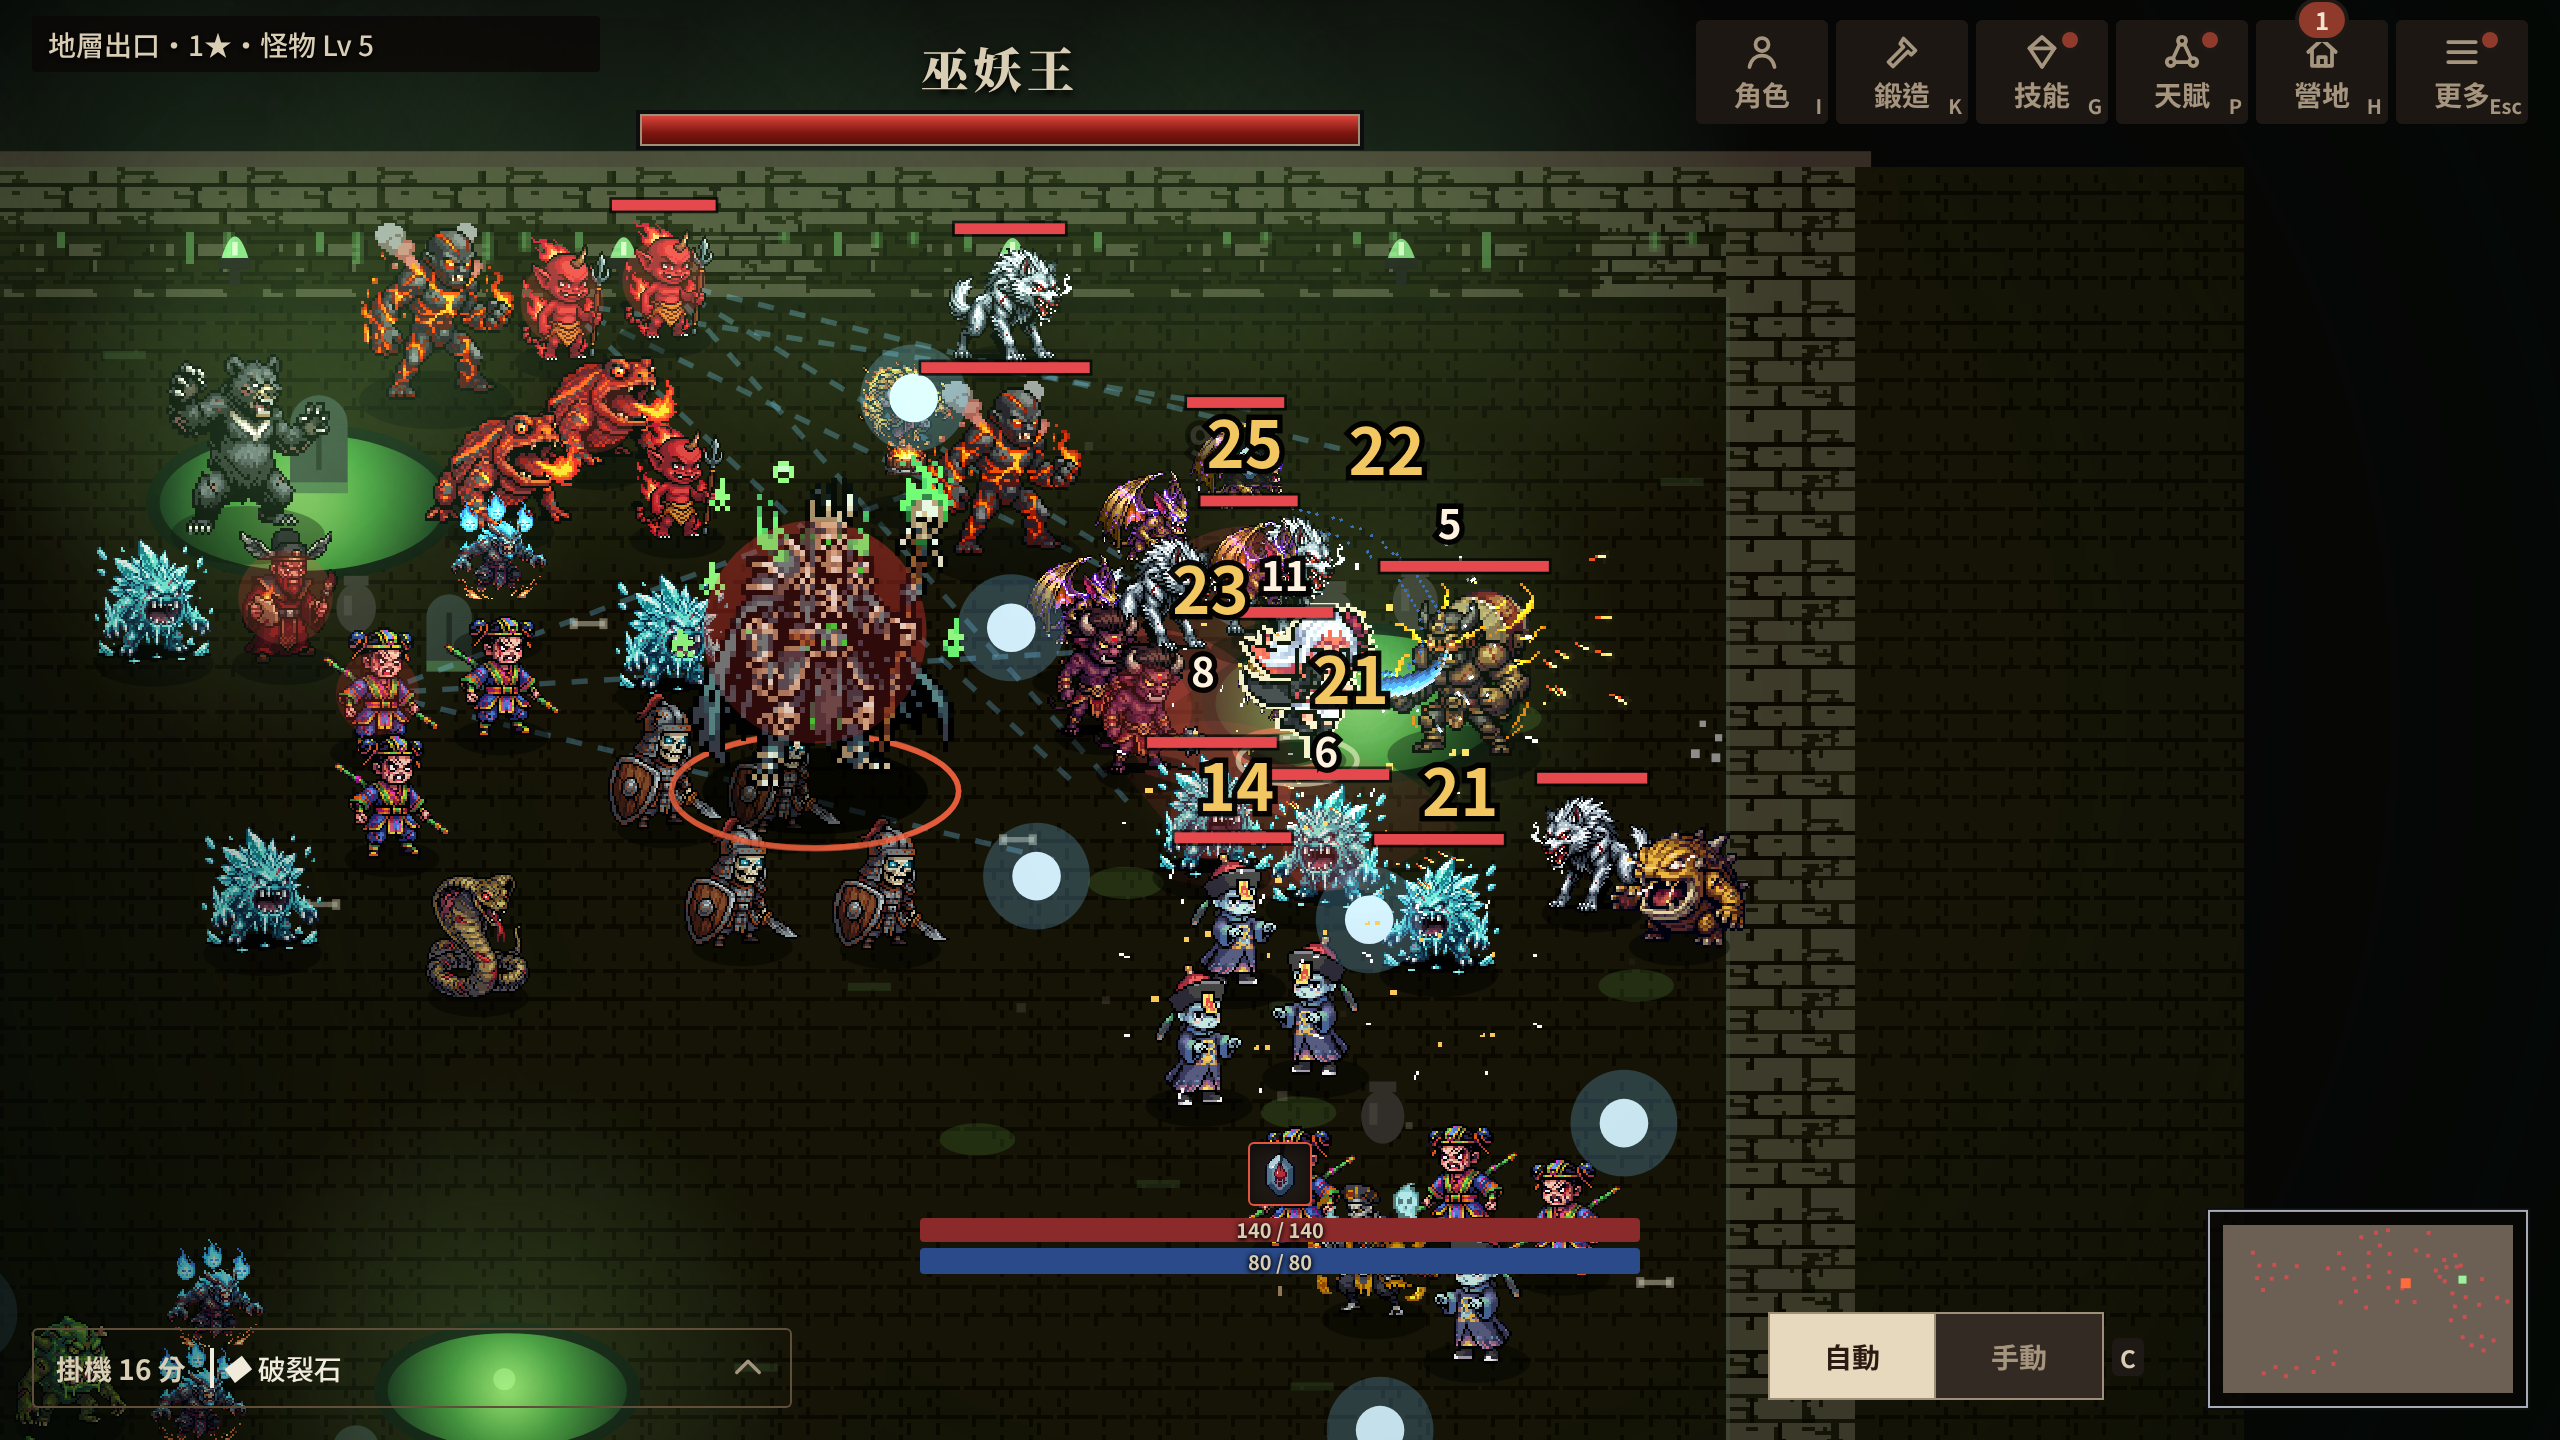 地層出口・1★・怪物 Lv 5
巫妖王
1
角色 I
鍛造 K
技能 G
天賦 P
營地 H
更多 Esc
25
22
5
23
11
8
21
6
14
21
140 / 140
80 / 80
掛機 16 分
破裂石
自動
手動
C